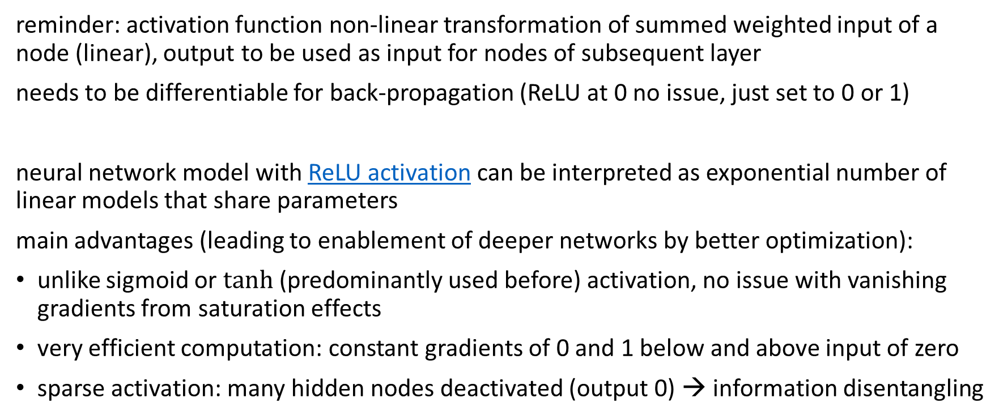 reminder: activation function non-linear transformation of summed weighted input of a
node (linear), output to be used as input for nodes of subsequent layer
needs to be differentiable for back-propagation (ReLU at 0 no issue, just set to 0 or 1)
neural network model with ReLU activation can be interpreted as exponential number of
linear models that share parameters
main advantages (leading to enablement of deeper networks by better optimization):
• unlike sigmoid or tanh (predominantly used before) activation, no issue with vanishing
gradients from saturation effects
• very efficient computation: constant gradients of 0 and 1 below and above input of zero
• sparse activation: many hidden nodes deactivated (output 0) → information disentangling